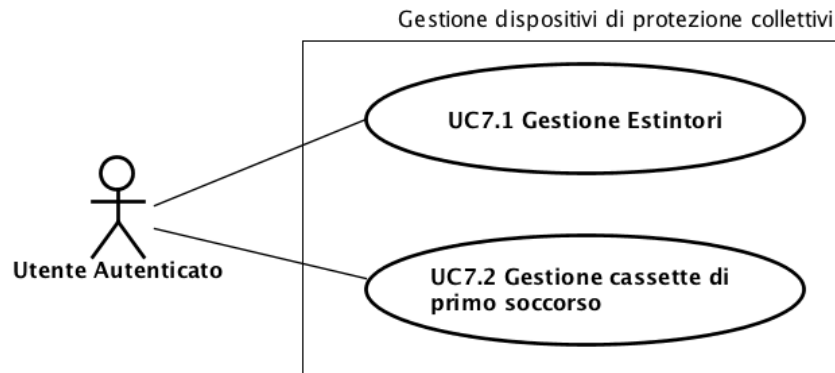 Gestione dispositivi di protezione collettivi
UC7.1 Gestione Estintori
Utente Autenticato
UC7.2 Gestione cassette di
primo soccorso